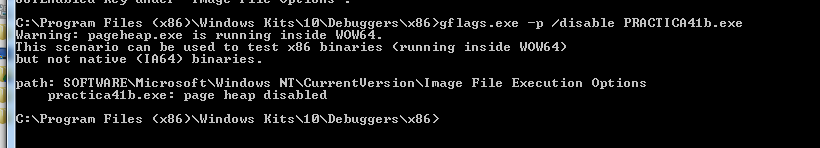 C:\Program Files (x86)\Windows Kits\10\Debuggers\x86>gflags.exe -p /disable PRACTICA41b.exe
Warning: pageheap.exe is running inside WOW64.
This scenario can be used to test x86 binaries (running inside WOW64)
but not native (IA64) binaries.
path: SOFTWARE\Microsoft\Windows NT\CurrentVersion\Image File Execution Options
practica41b.exe: page heap disabled
C:\Program Files (x86)\Windows Kits\10\Debuggers\x86>